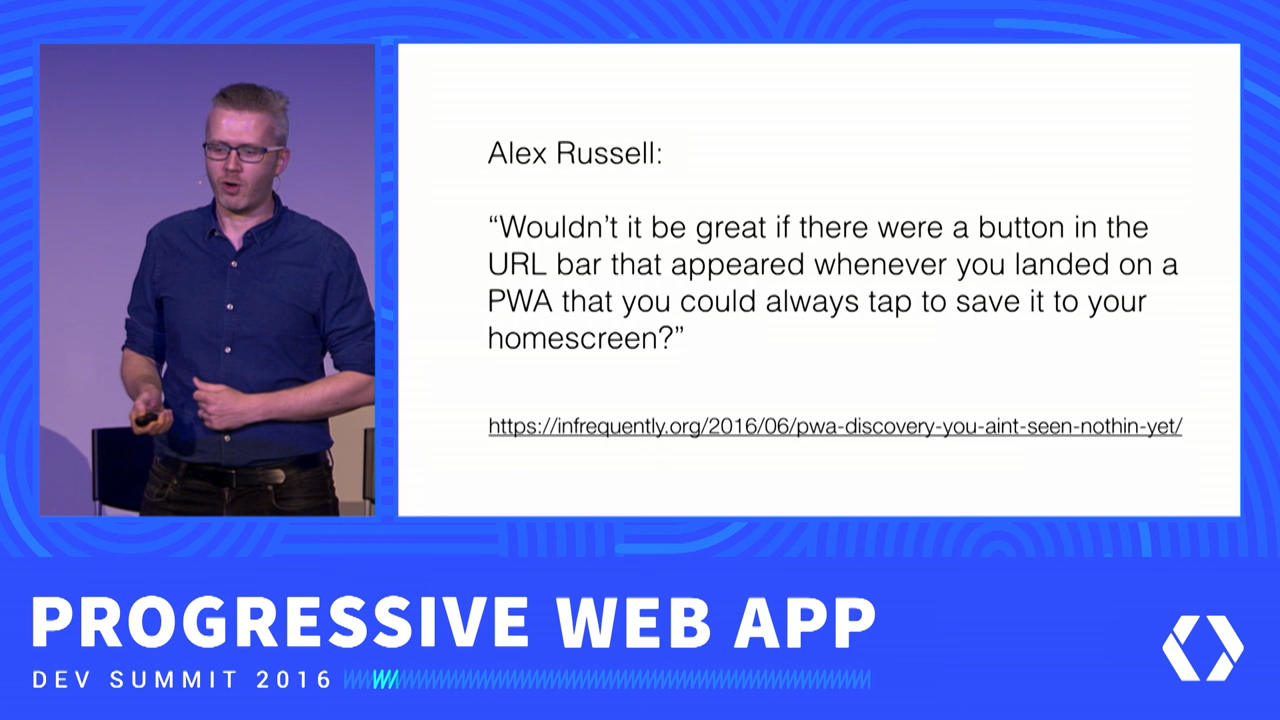 Alex Russell:
“Wouldn’t it be great if there were a button in the
URL bar that appeared whenever you landed on a
PWA that you could always tap to save it to your
homescreen?”
https://infrequently.org/2016/06/pwa-discovery-you-aint-seen-nothin-yet/
PROGRESSIVE WEB APP
DEV SUMMIT 2016